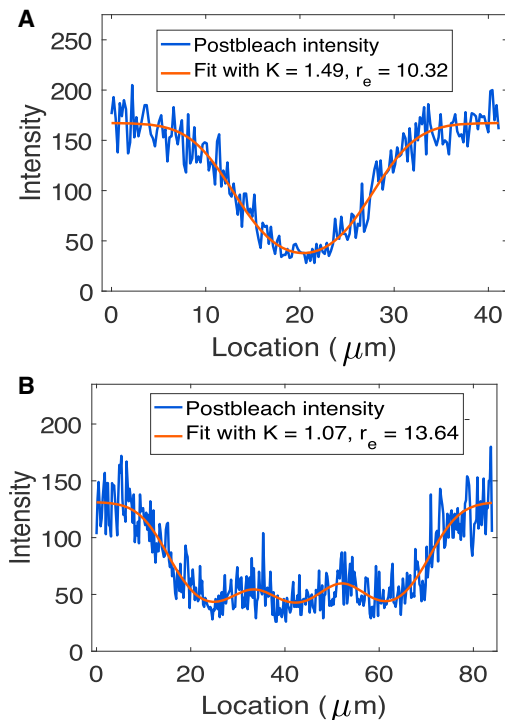 A
250
200
150
100
50
0
Intensity
Postbleach intensity
Fit with K = 1.49, r_e = 10.32
0 10 20 30 40
Location ( μm)
B
200
150
100
50
0
Intensity
Postbleach intensity
Fit with K = 1.07, r_e = 13.64
0 20 40 60 80
Location ( μm)